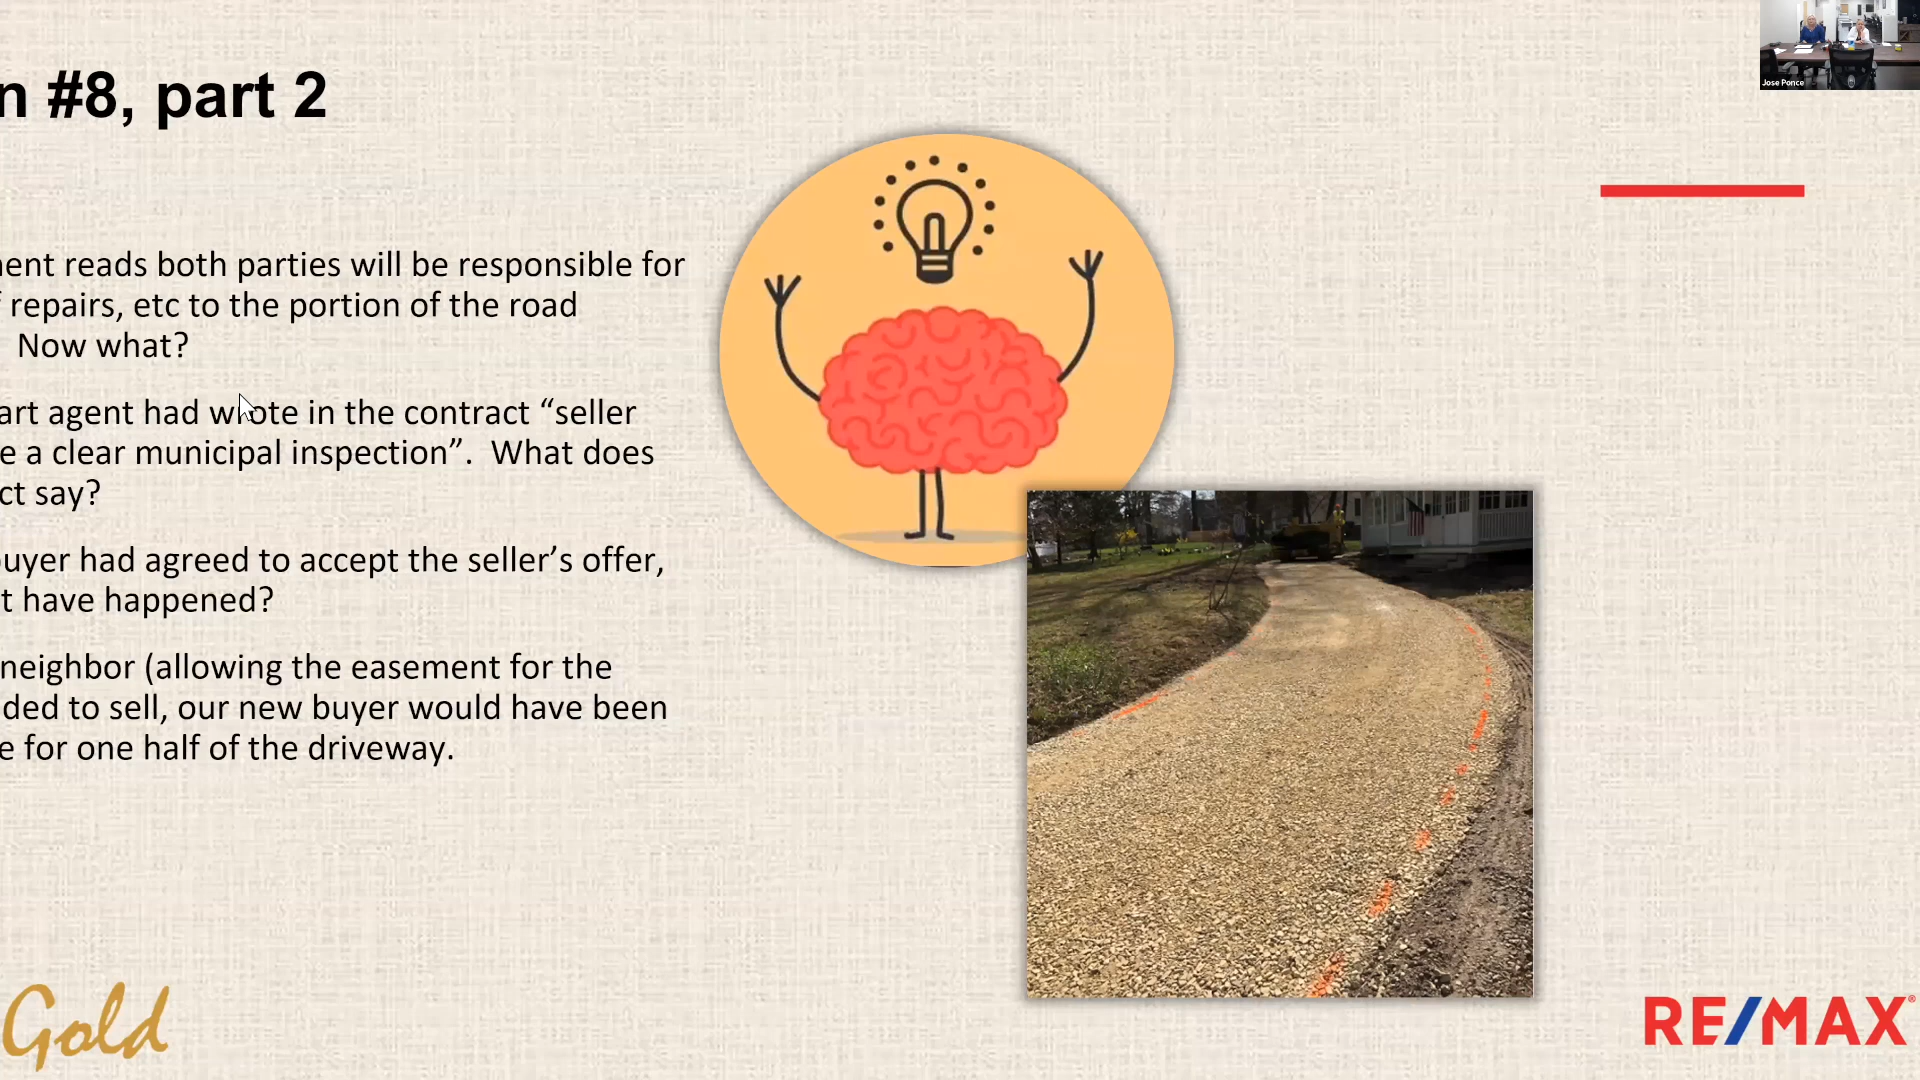 n #8, part 2
Jose Ponce
ent reads both parties will be responsible for
f repairs, etc to the portion of the road
Now what?
art agent had wrote in the contract “seller
e a clear municipal inspection”. What does
ct say?
uyer had agreed to accept the seller’s offer,
t have happened?
neighbor (allowing the easement for the
ded to sell, our new buyer would have been
e for one half of the driveway.
Gold
RE/MAX®